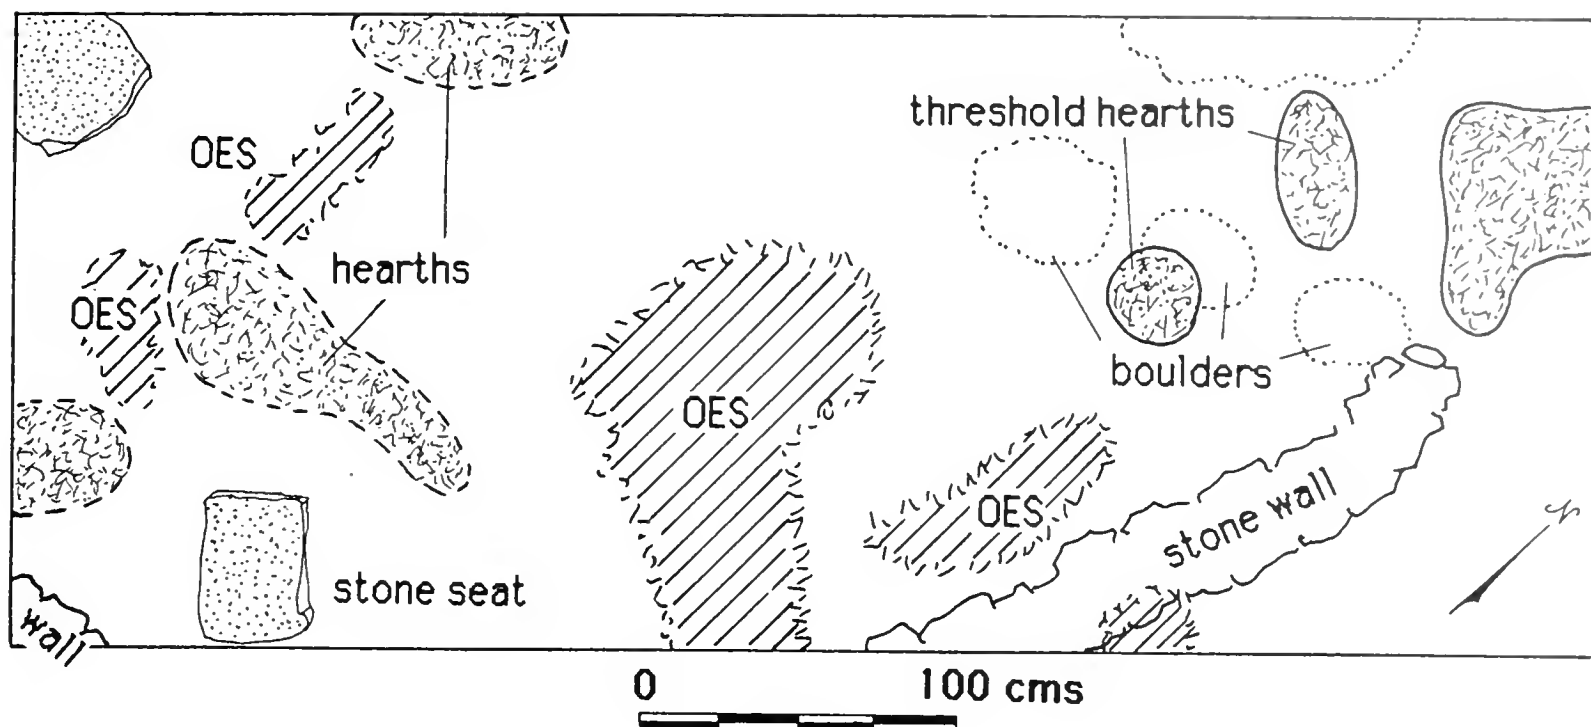 threshold hearths
OES
hearths
OES
boulders
OES
OES
stone wall
stone seat
wall
0 100 cms